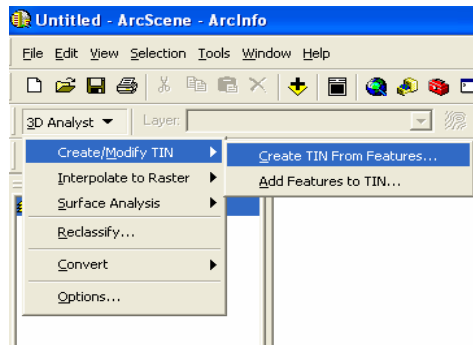 Untitled - ArcScene - ArcInfo
File Edit View Selection Tools Window Help
3D Analyst Layer:
Create/Modify TIN Create TIN From Features...
Interpolate to Raster Add Features to TIN...
Surface Analysis
Reclassify...
Convert
Options...